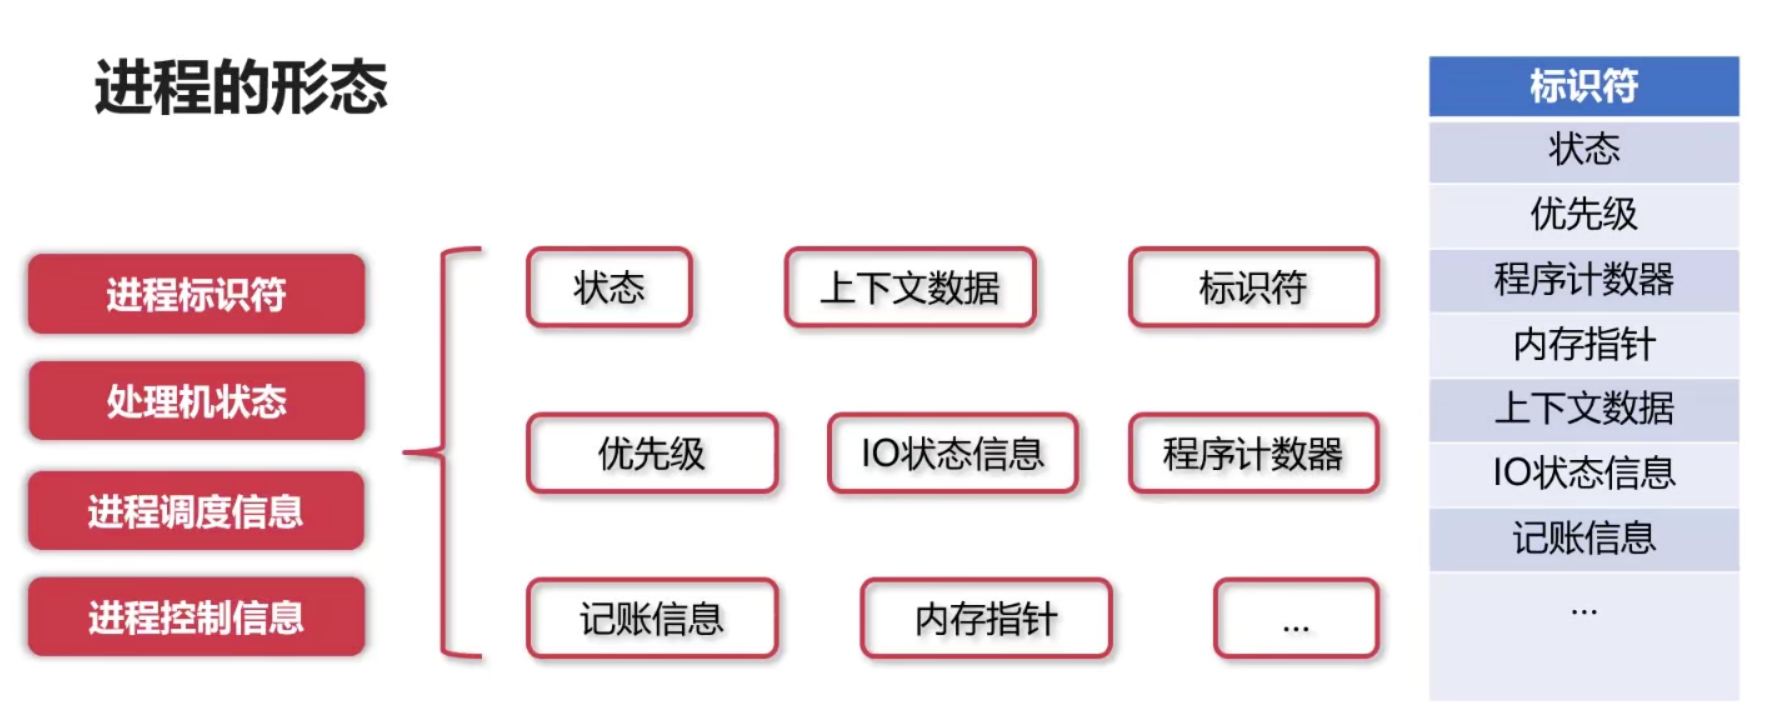 进程的形态
进程标识符
处理机状态
进程调度信息
进程控制信息
状态
上下文数据
标识符
优先级
IO状态信息
程序计数器
记账信息
内存指针
...
标识符
状态
优先级
程序计数器
内存指针
上下文数据
IO状态信息
记账信息
...